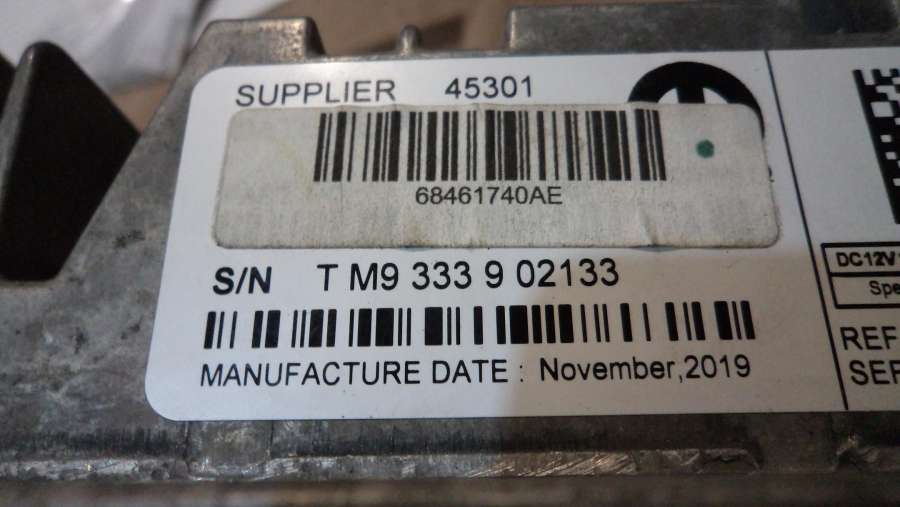 SUPPLIER 45301
68461740AE
S/N T M9 333 9 02133
MANUFACTURE DATE : November,2019
DC12V
Spe
REF
SER